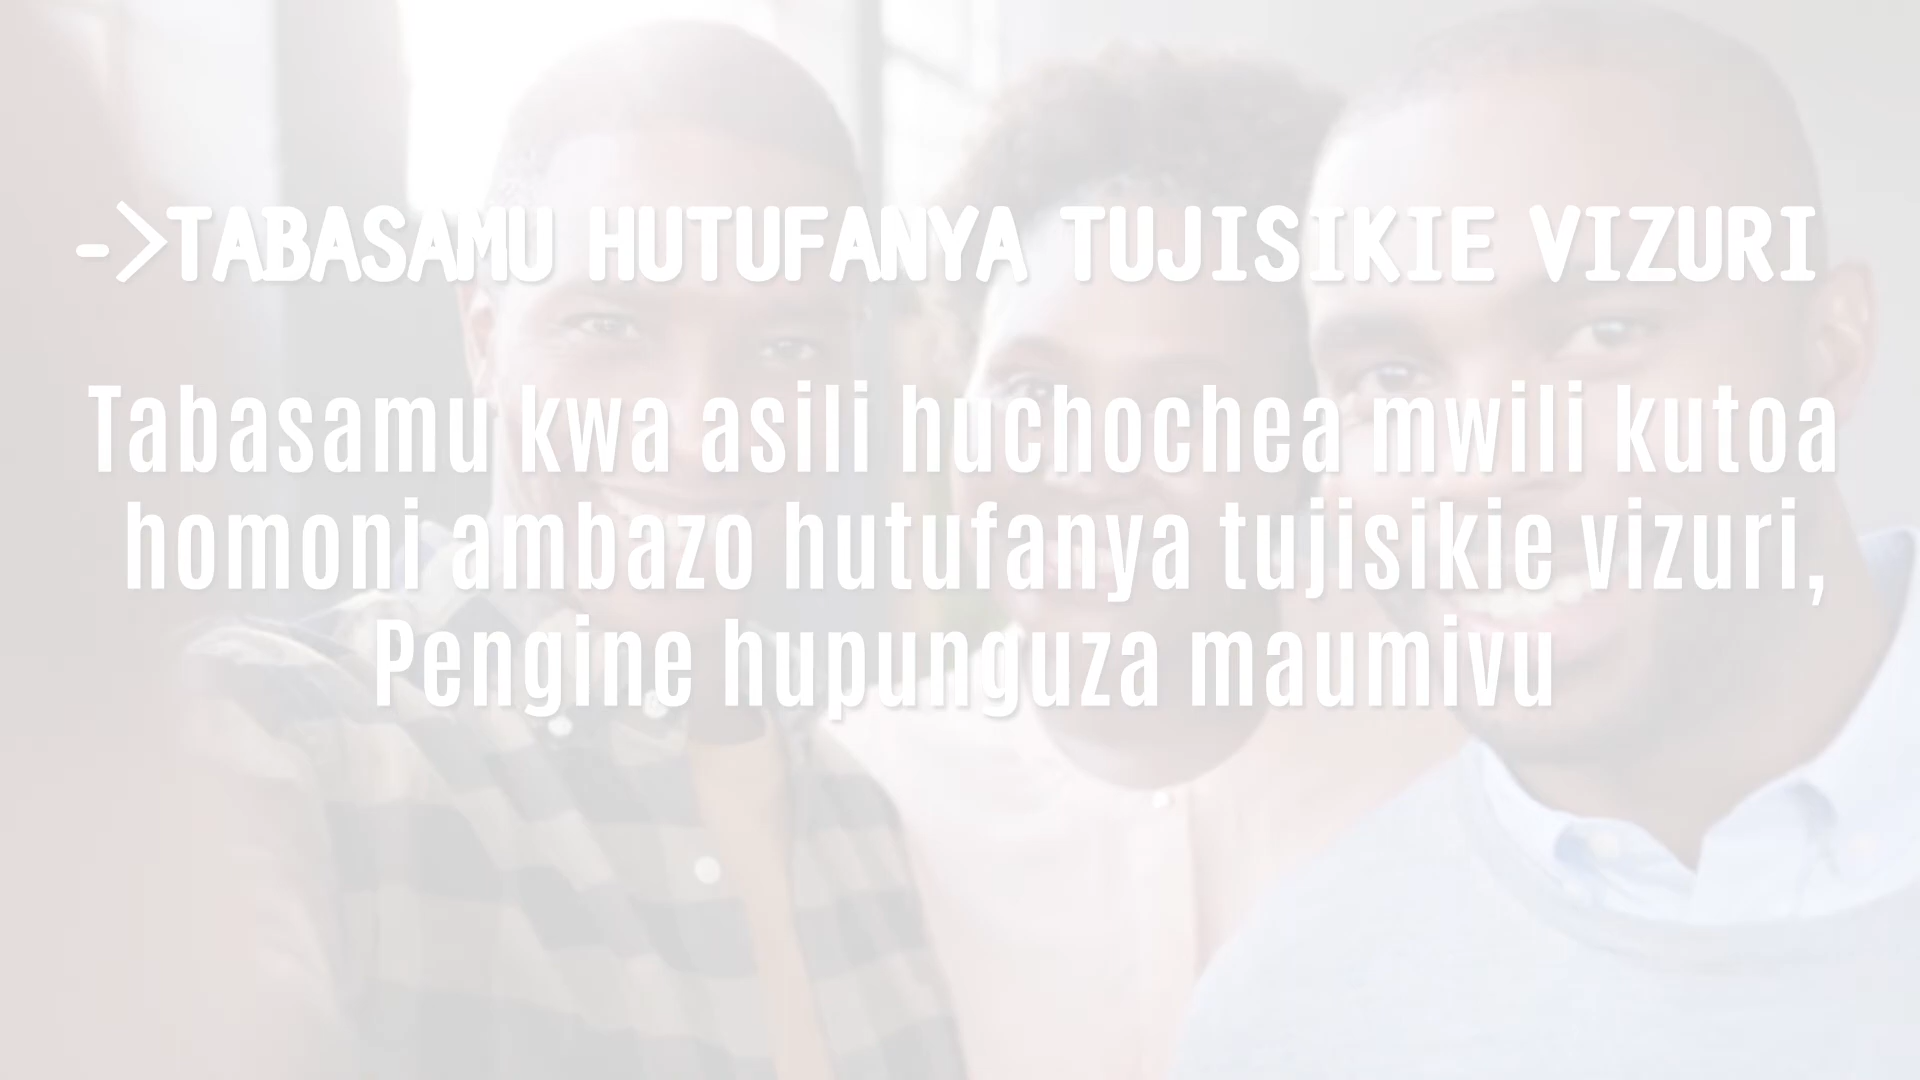 ->TABASAMU HUTUFANYA TUJISIKIE VIZURI
Tabasamu kwa asili huchochea mwili kutoa
homoni ambazo hutufanya tujisikie vizuri,
Pengine hupunguza maumivu